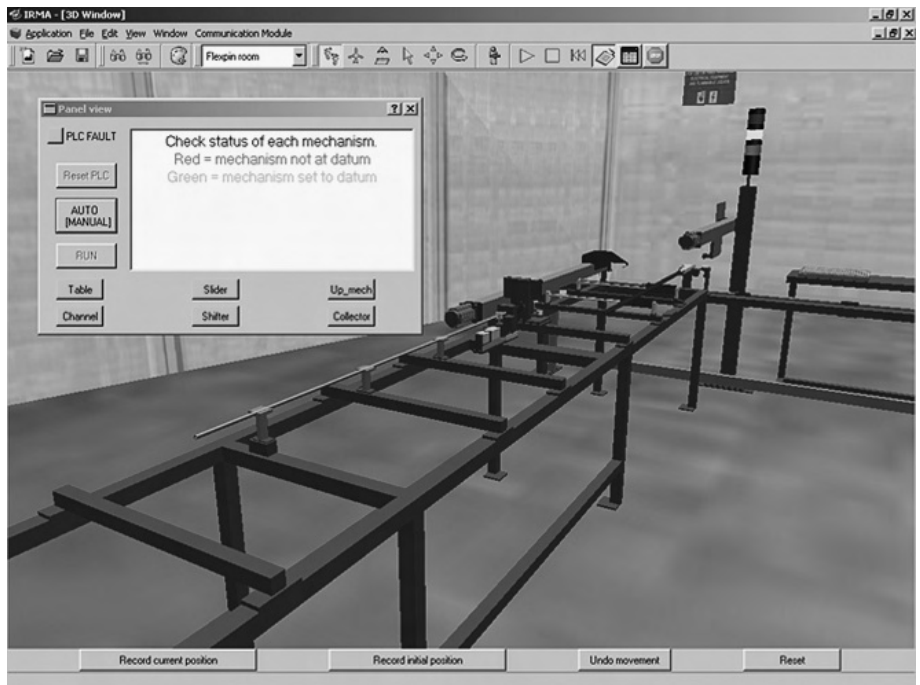 IRMA - [3D Window]
Application File Edit View Window Communication Module
Flexpin room
Panel view
PLC FAULT
Check status of each mechanism.
Red = mechanism not at datum
Green = mechanism set to datum
Reset PLC
AUTO
[MANUAL]
RUN
Table Slider Up_mech
Channel Shifter Collector
Record current position Record initial position Undo movement Reset